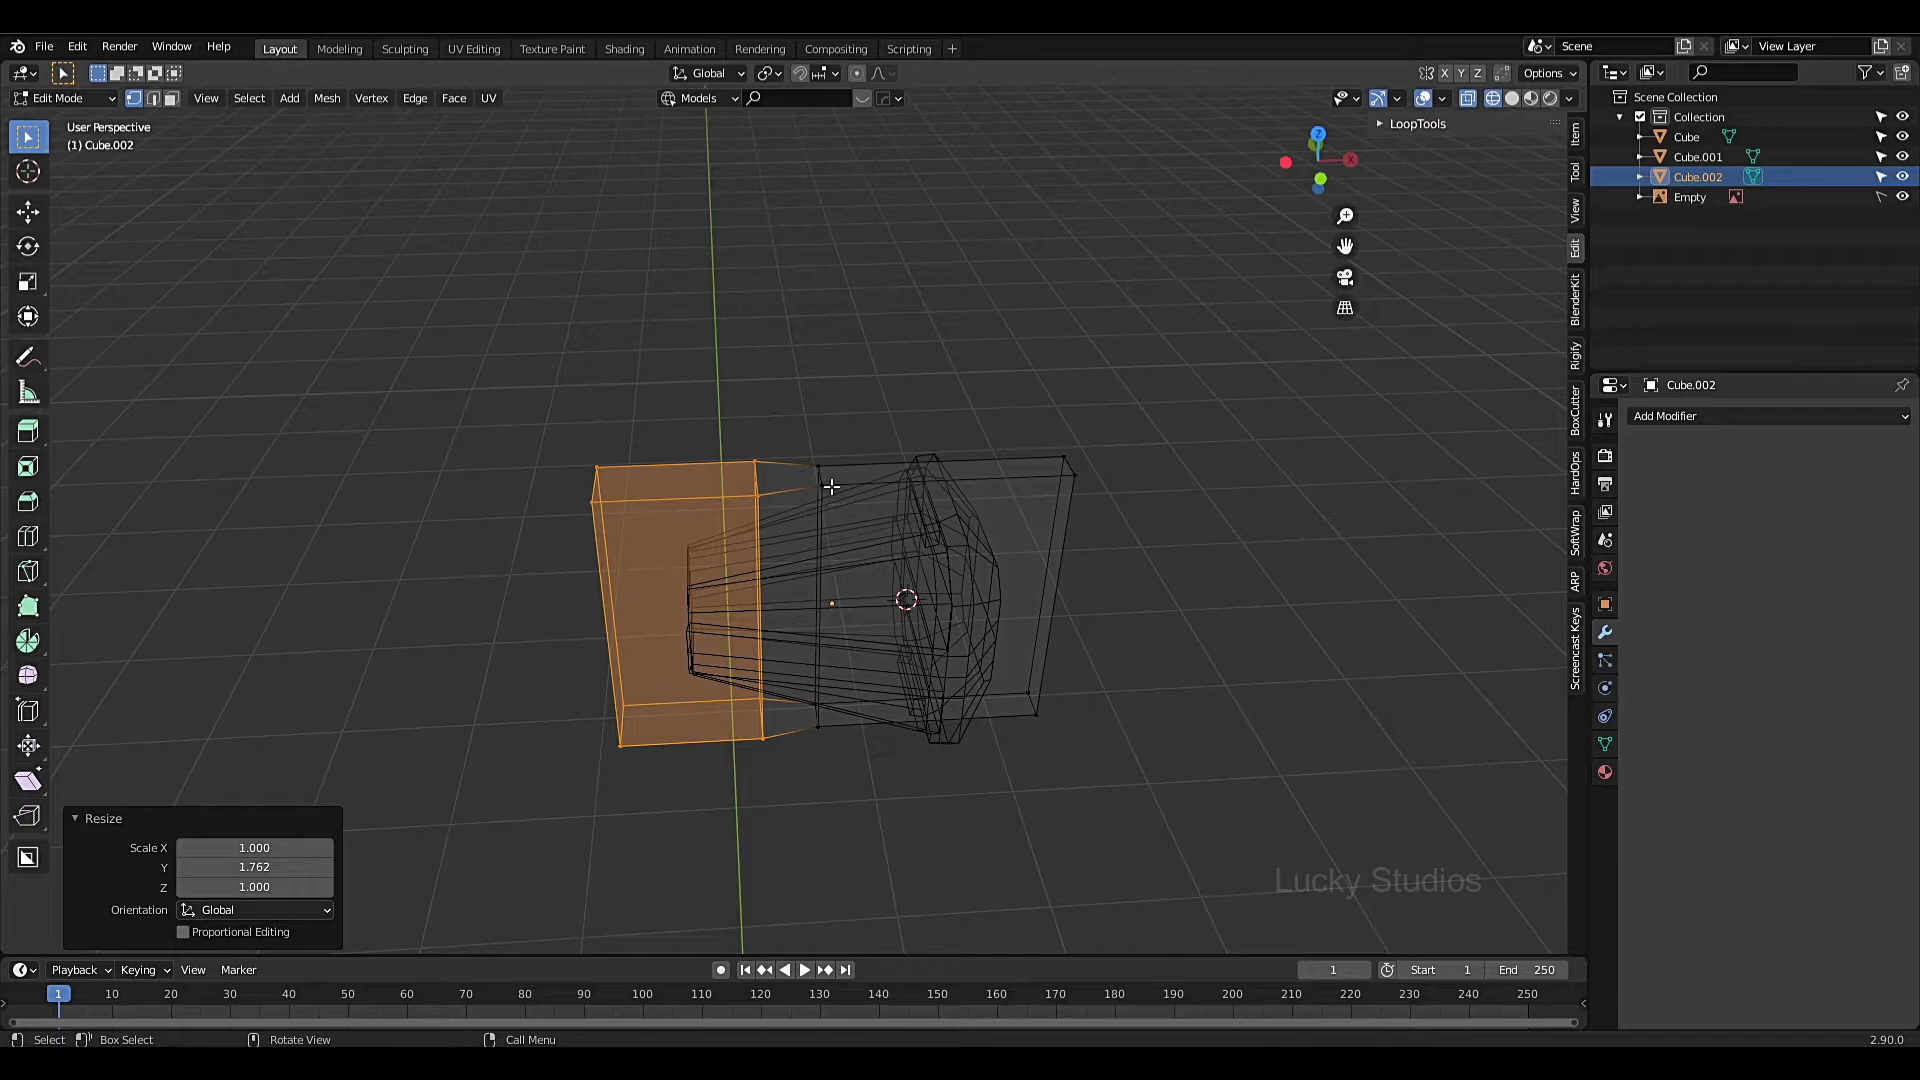 File Edit Render Window Help Layout Modeling Sculpting UV Editing Texture Paint Shading Animation Rendering Compositing Scripting + Scene View Layer
Global X Y Z Options
Edit Mode View Select Add Mesh Vertex Edge Face UV Models
User Perspective
(1) Cube.002
LoopTools
Z
X
Item
Tool
View
Edit
BlenderKit
Rigify
BoxCutter
HardOps
SoftWrap
ARP
Screencast Keys
Scene Collection
Collection
Cube
Cube.001
Cube.002
Empty
Cube.002
Add Modifier
Resize
Scale X 1.000
Y 1.762
Z 1.000
Orientation Global
Proportional Editing
Lucky Studios
Playback Keying View Marker 1 Start 1 End 250
1 10 20 30 40 50 60 70 80 90 100 110 120 130 140 150 160 170 180 190 200 210 220 230 240 250
Select Box Select Rotate View Call Menu 2.90.0